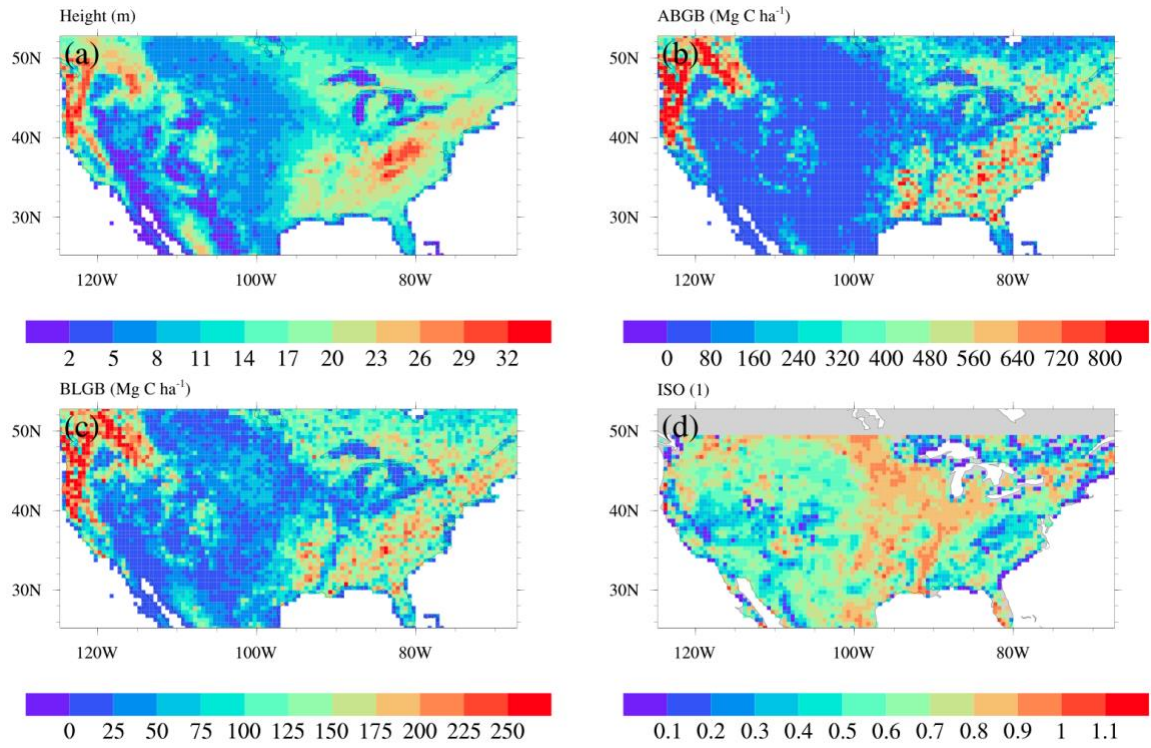 Height (m)
(a)
50N
40N
30N
120W 100W 80W
2 5 8 11 14 17 20 23 26 29 32
ABGB (Mg C ha⁻¹)
(b)
50N
40N
30N
120W 100W 80W
0 80 160 240 320 400 480 560 640 720 800
BLGB (Mg C ha⁻¹)
(c)
50N
40N
30N
120W 100W 80W
0 25 50 75 100 125 150 175 200 225 250
ISO (1)
(d)
50N
40N
30N
120W 100W 80W
0.1 0.2 0.3 0.4 0.5 0.6 0.7 0.8 0.9 1 1.1